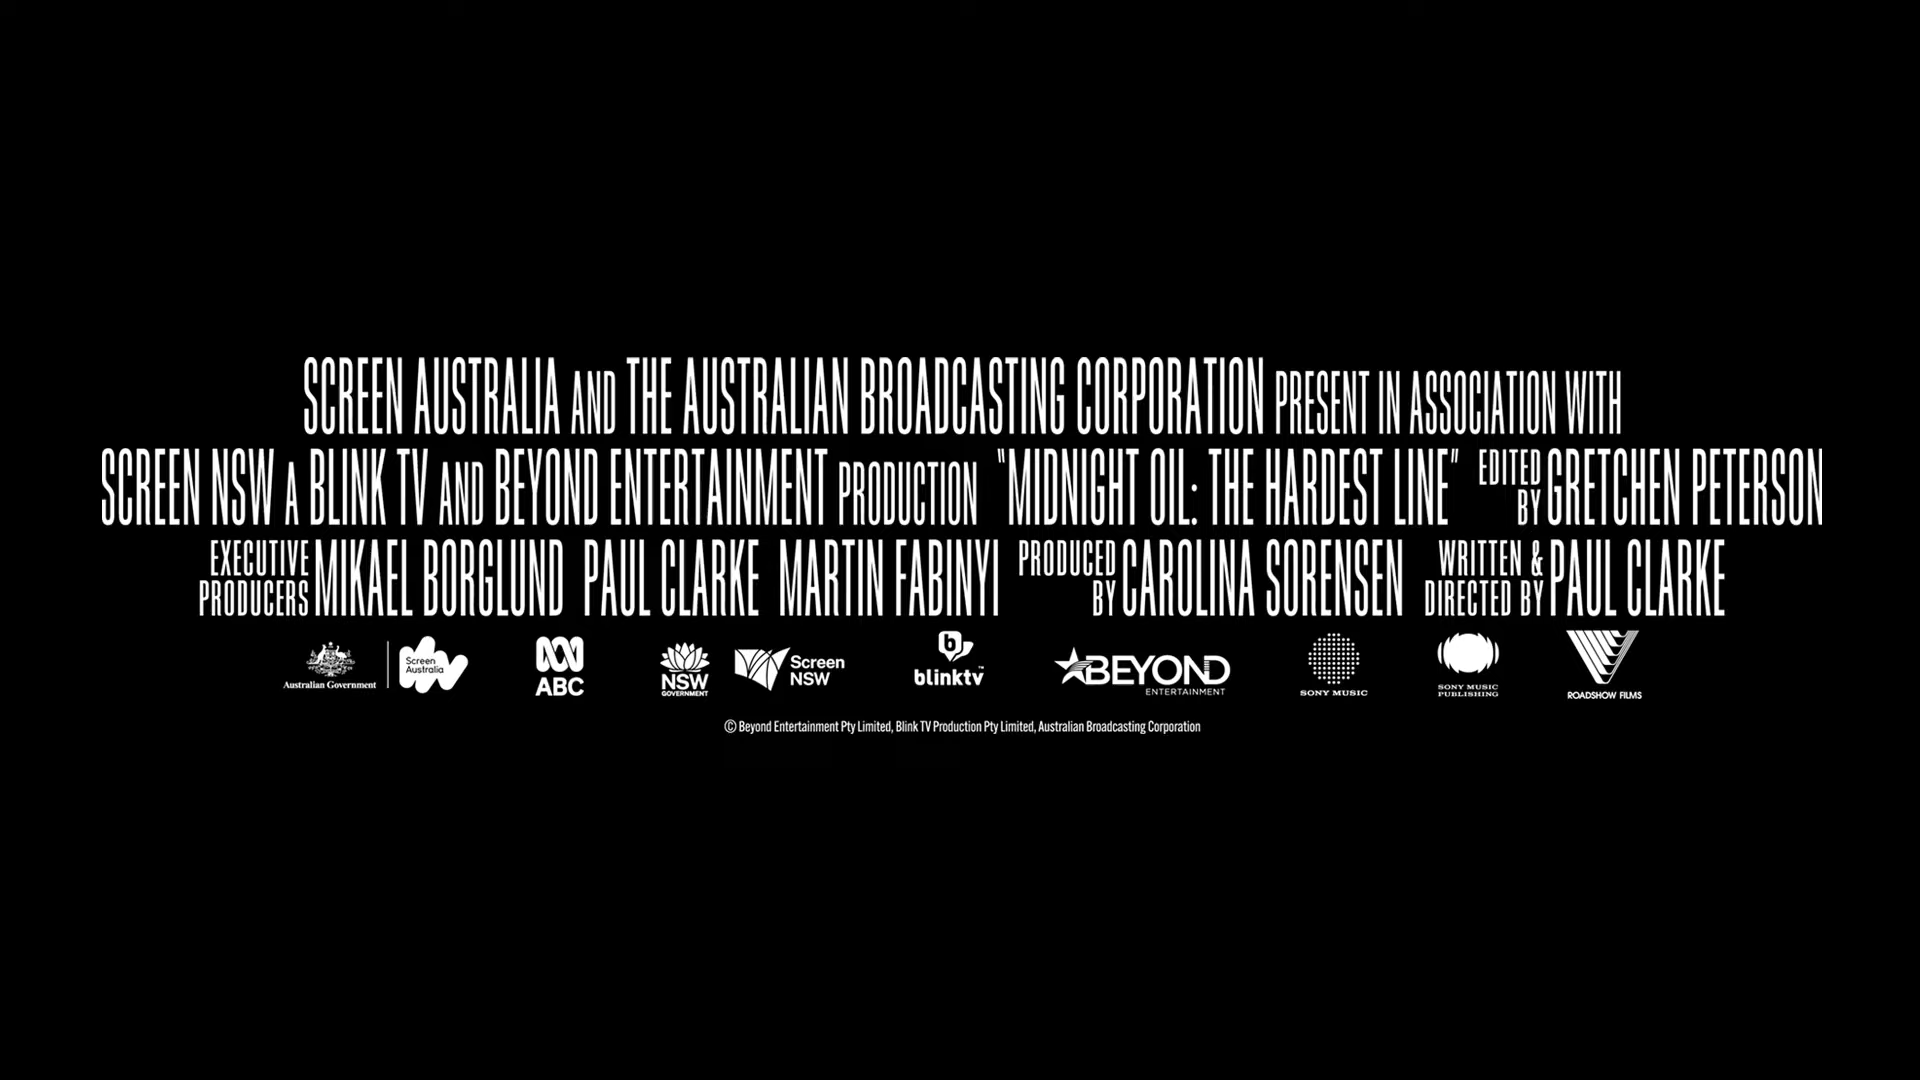 SCREEN AUSTRALIA AND THE AUSTRALIAN BROADCASTING CORPORATION PRESENT IN ASSOCIATION WITH
SCREEN NSW A BLINK TV AND BEYOND ENTERTAINMENT PRODUCTION "MIDNIGHT OIL: THE HARDEST LINE" EDITED BY GRETCHEN PETERSON
EXECUTIVE PRODUCERS MIKAEL BORGLUND PAUL CLARKE MARTIN FABINYI PRODUCED BY CAROLINA SORENSEN WRITTEN & DIRECTED BY PAUL CLARKE
Australian Government
Screen Australia
ABC
NSW GOVERNMENT
Screen NSW
b
blinktv™
BEYOND ENTERTAINMENT
SONY MUSIC
SONY MUSIC PUBLISHING
ROADSHOW FILMS
© Beyond Entertainment Pty Limited, Blink TV Production Pty Limited, Australian Broadcasting Corporation